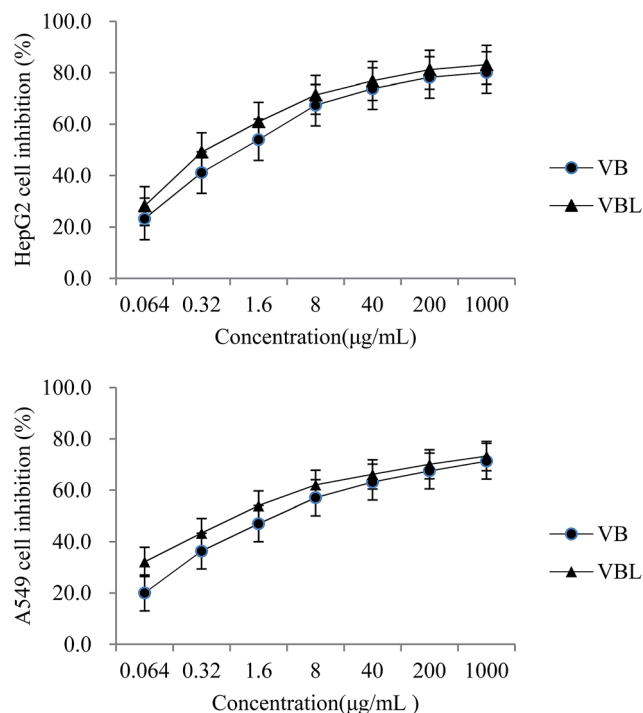 HepG2 cell inhibition (%)
100.0
80.0
60.0
40.0
20.0
0.0
0.064 0.32 1.6 8 40 200 1000
Concentration(μg/mL)
VB
VBL
A549 cell inhibition (%)
100.0
80.0
60.0
40.0
20.0
0.0
0.064 0.32 1.6 8 40 200 1000
Concentration(μg/mL )
VB
VBL